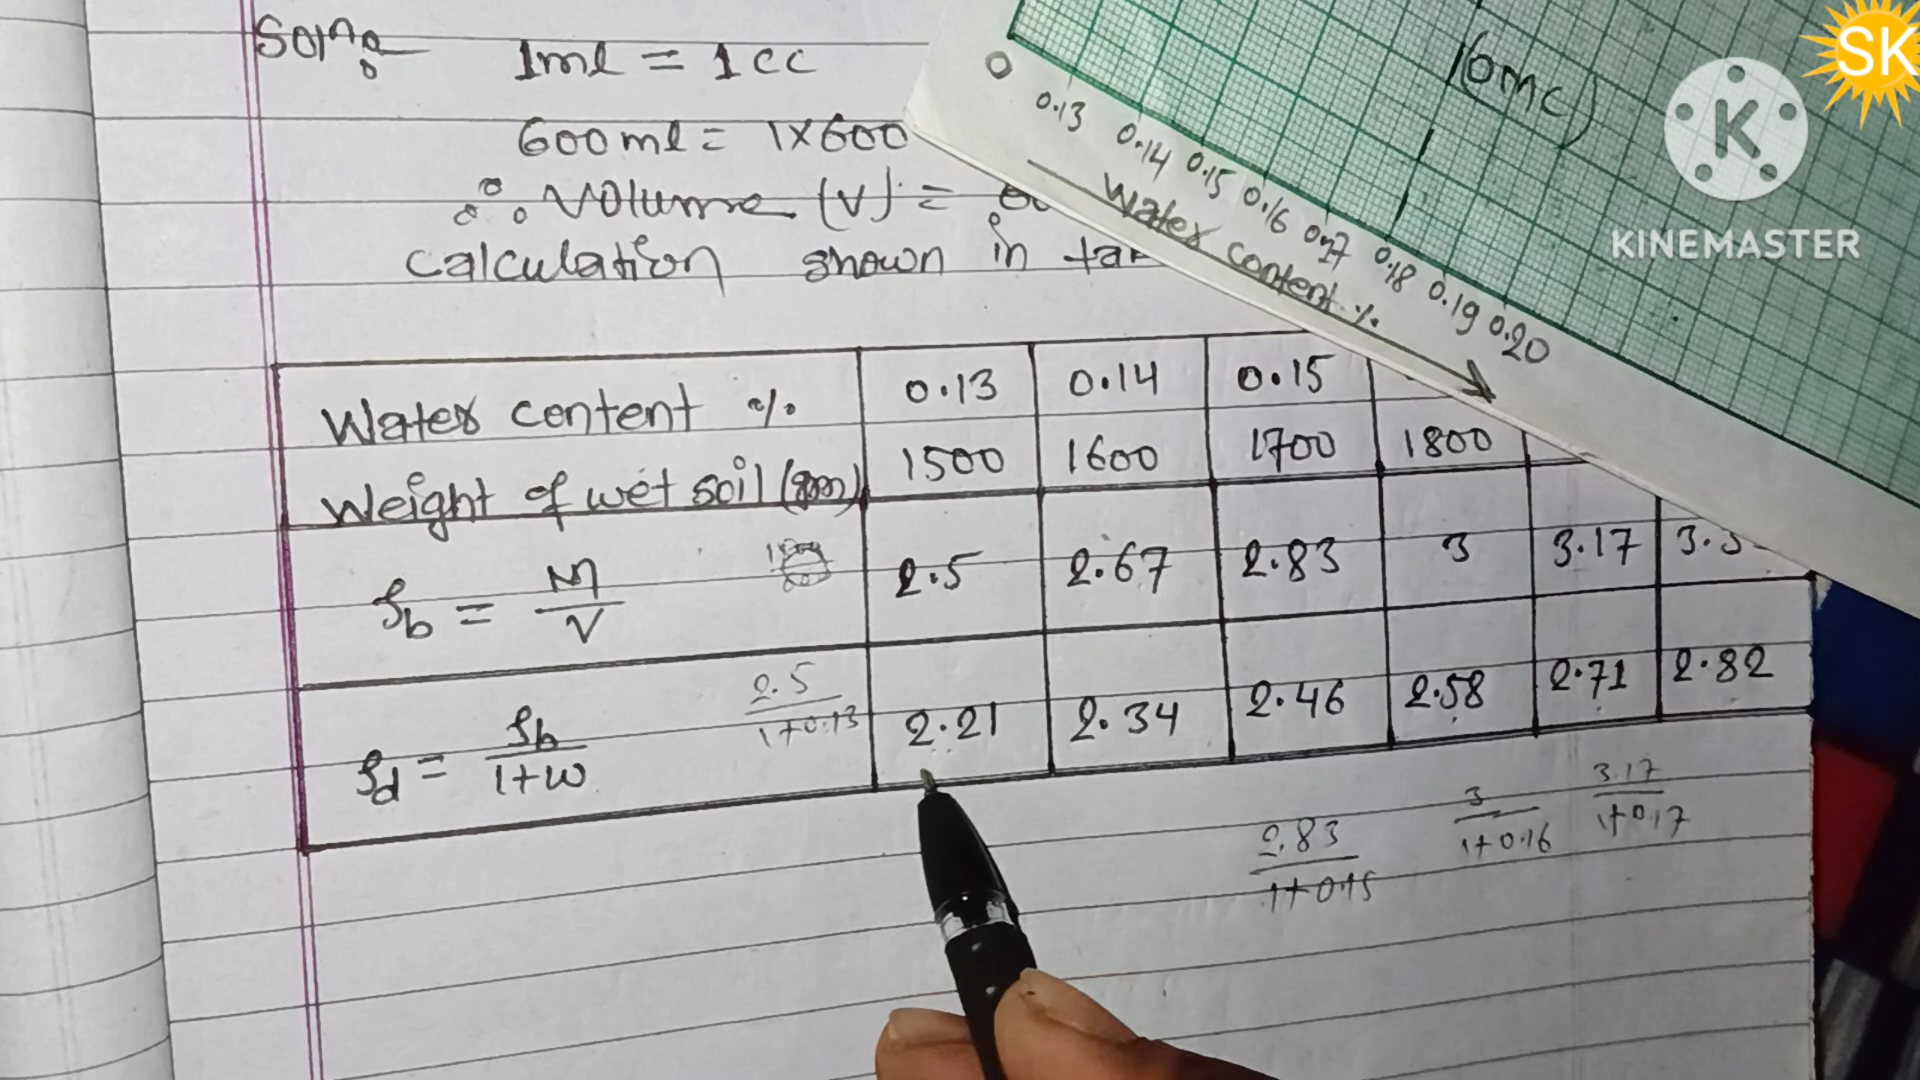 Soln:
1ml = 1cc
600ml = 1×600
∴ Volume (V) =
calculation shown in
Water content % 0.13 0.14 0.15
Weight of wet soil (gm) 1500 1600 1700 1800
ρb = M/V 2.5 2.67 2.83 3 3.17
ρd = ρb/1+w 2.5/1+0.13 2.21 2.34 2.46 2.58 2.71 2.82
2.83/1+0.15 3/1+0.16 3.17/1+0.17
(OMC)
0 0.13 0.14 0.15 0.16 0.17 0.18 0.19 0.20
Water content %
K
KINEMASTER
SK